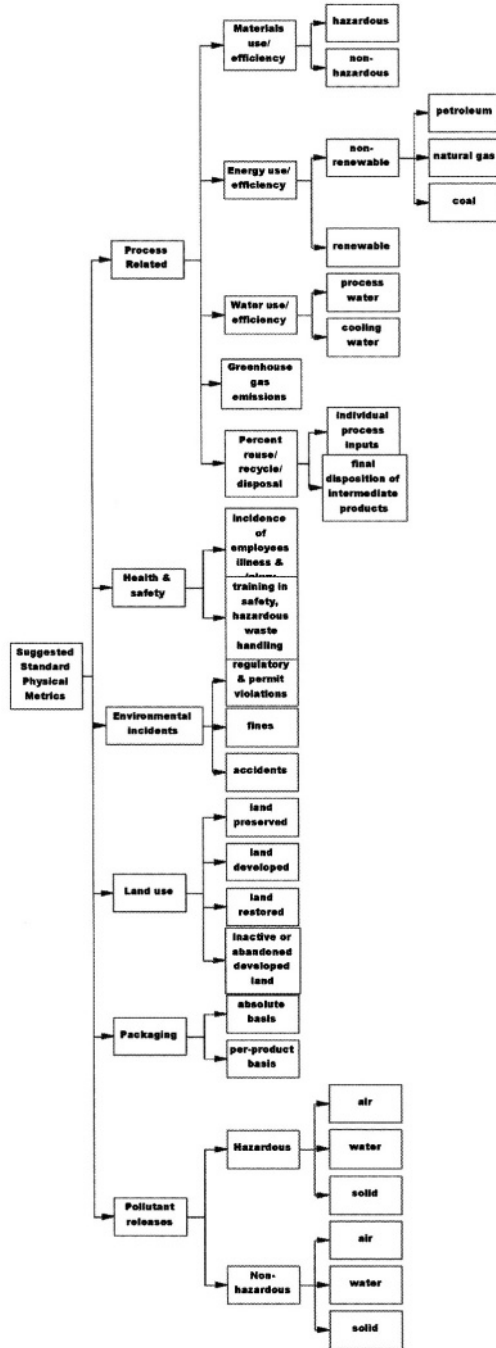 Materials
use/
efficiency
hazardous
non-
hazardous
Energy use/
efficiency
non-
renewable
petroleum
natural gas
coal
renewable
Process
Related
Water use/
efficiency
process
water
cooling
water
Greenhouse
gas
emissions
Percent
reuse/
recycle/
disposal
individual
process
inputs
final
disposition of
intermediate
products
Health &
safety
incidence
of
employees
illness &
training in
safety,
hazardous
waste
handling
Suggested
Standard
Physical
Metrics
Environmental
incidents
regulatory
& permit
violations
fines
accidents
Land use
land
preserved
land
developed
land
restored
inactive or
abandoned
developed
land
Packaging
absolute
basis
per-product
basis
Pollutant
releases
Hazardous
air
water
solid
Non-
hazardous
air
water
solid